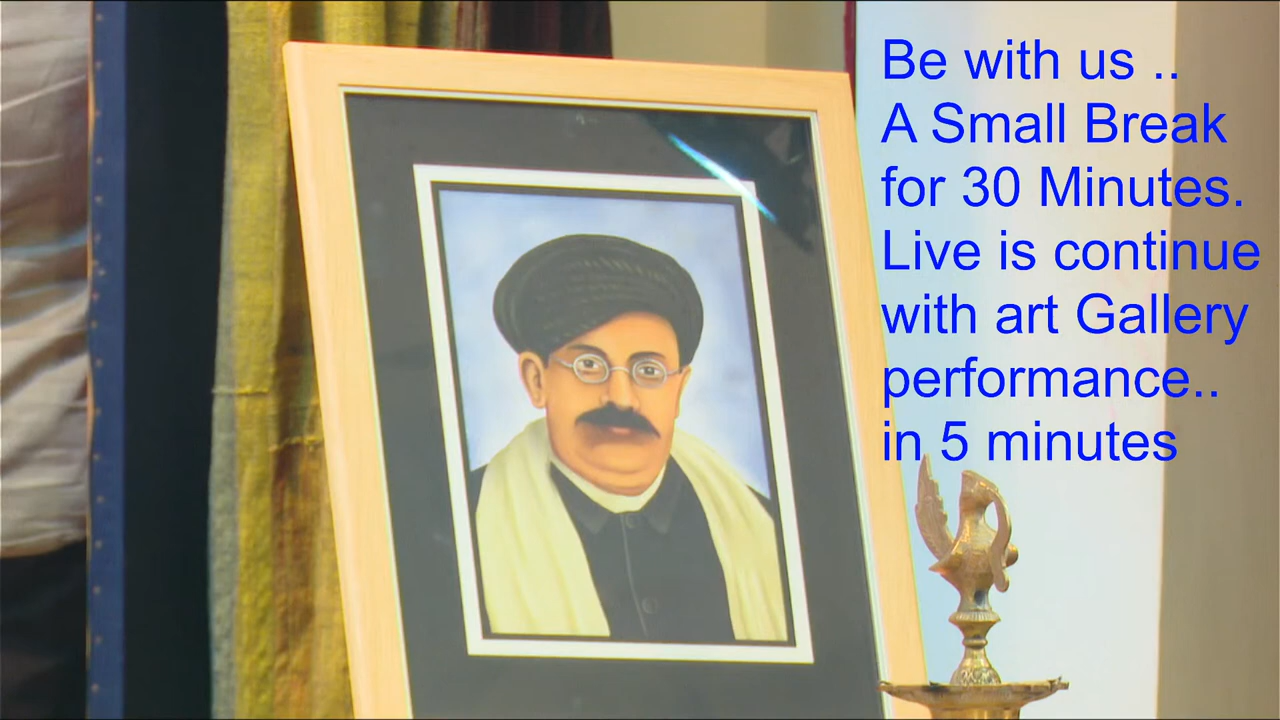 Be with us ..
A Small Break
for 30 Minutes.
Live is continue
with art Gallery
performance..
in 5 minutes